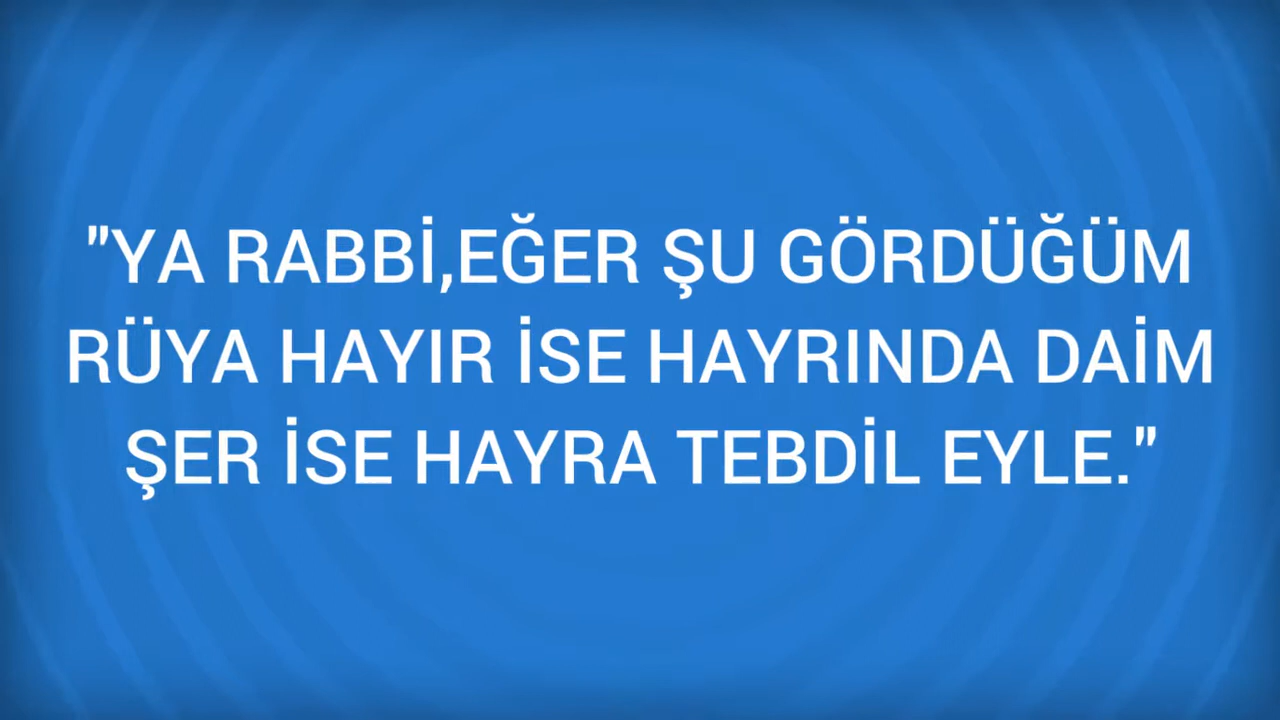 "YA RABBİ,EĞER ŞU GÖRDÜĞÜM
RÜYA HAYIR İSE HAYRINDA DAİM
ŞER İSE HAYRA TEBDİL EYLE."